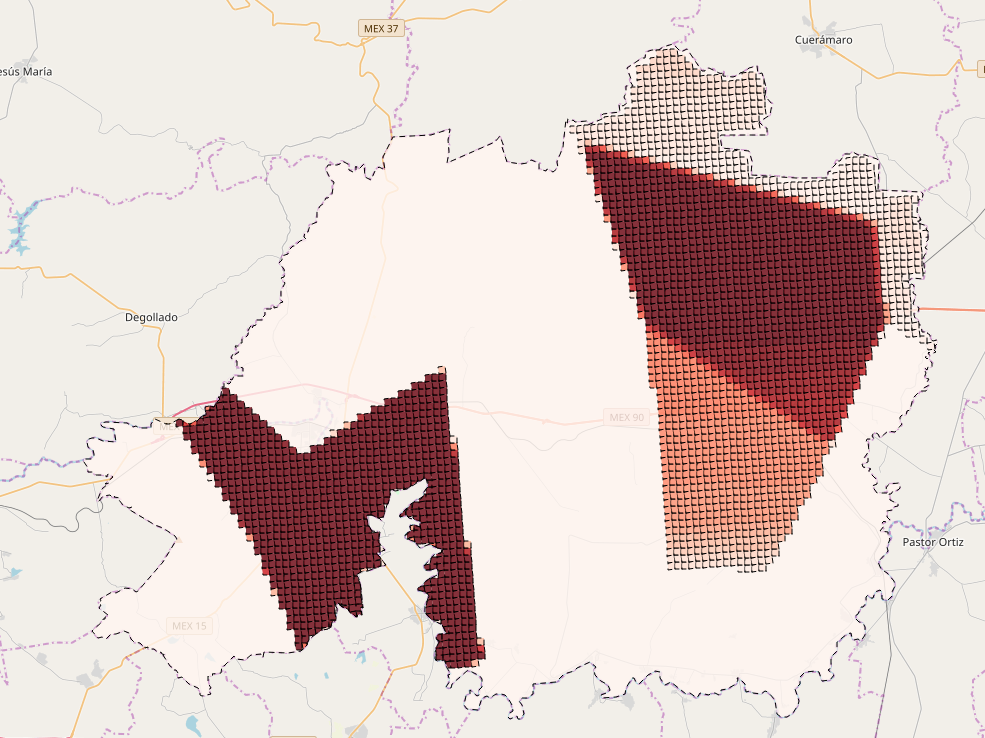 MEX 37
Cuerámaro
esús María
Degollado
MEX 90
Pastor Ortiz
MEX 15